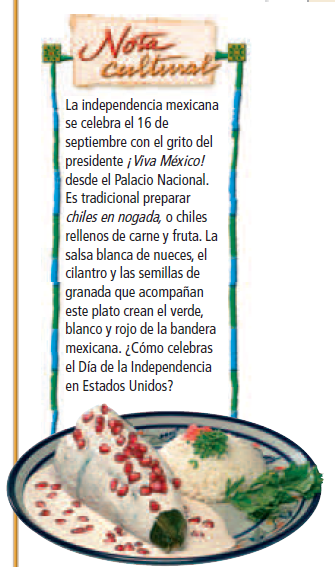 Nota
cultural
La independencia mexicana
se celebra el 16 de
septiembre con el grito del
presidente ¡Viva México!
desde el Palacio Nacional.
Es tradicional preparar
chiles en nogada, o chiles
rellenos de carne y fruta. La
salsa blanca de nueces, el
cilantro y las semillas de
granada que acompañan
este plato crean el verde,
blanco y rojo de la bandera
mexicana. ¿Cómo celebras
el Día de la Independencia
en Estados Unidos?